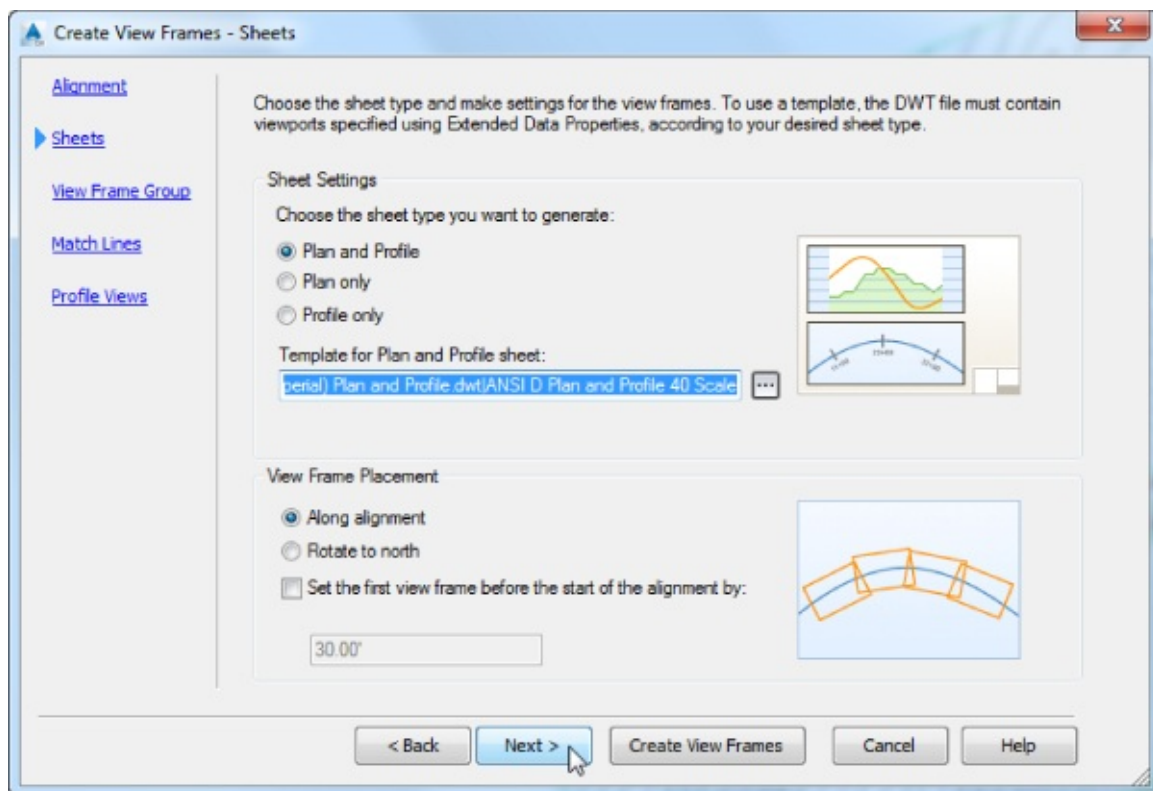 Create View Frames - Sheets
Alignment
Sheets
View Frame Group
Match Lines
Profile Views
Choose the sheet type and make settings for the view frames. To use a template, the DWT file must contain
viewports specified using Extended Data Properties, according to your desired sheet type.
Sheet Settings
Choose the sheet type you want to generate:
Plan and Profile
Plan only
Profile only
Template for Plan and Profile sheet:
perial) Plan and Profile.dwt|ANSI D Plan and Profile 40 Scale
...
View Frame Placement
Along alignment
Rotate to north
Set the first view frame before the start of the alignment by:
30.00'
< Back
Next >
Create View Frames
Cancel
Help